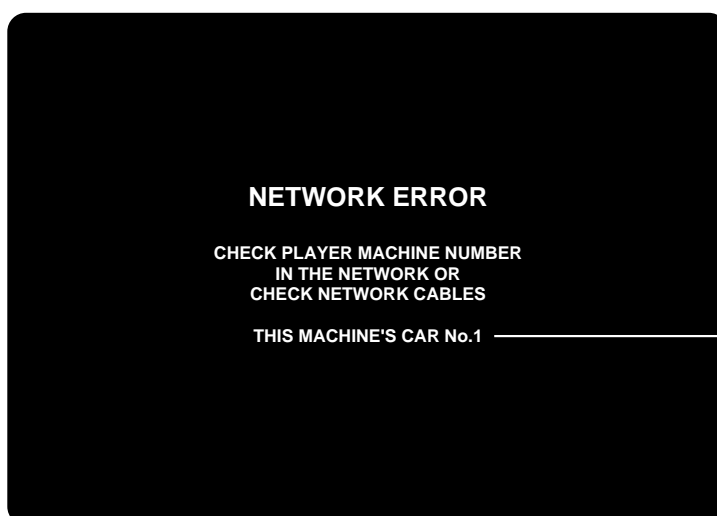 NETWORK ERROR
CHECK PLAYER MACHINE NUMBER
IN THE NETWORK OR
CHECK NETWORK CABLES
THIS MACHINE'S CAR No.1